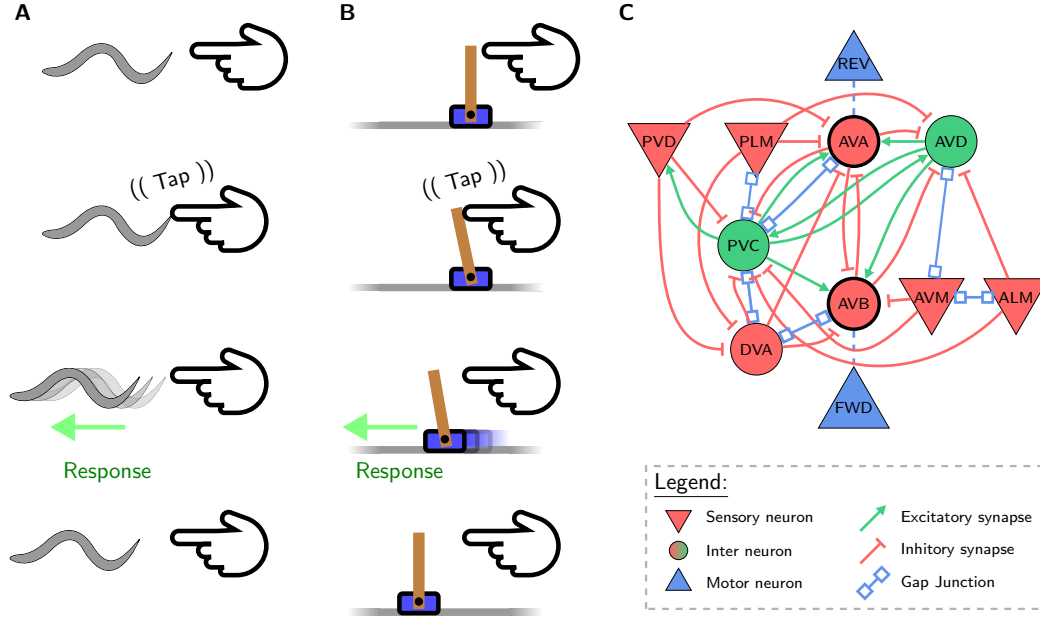 A
B
C
(( Tap ))
(( Tap ))
Response
Response
REV
PVD
PLM
AVA
AVD
PVC
AVB
AVM
ALM
DVA
FWD
Legend:
Sensory neuron
Excitatory synapse
Inter neuron
Inhitory synapse
Motor neuron
Gap Junction